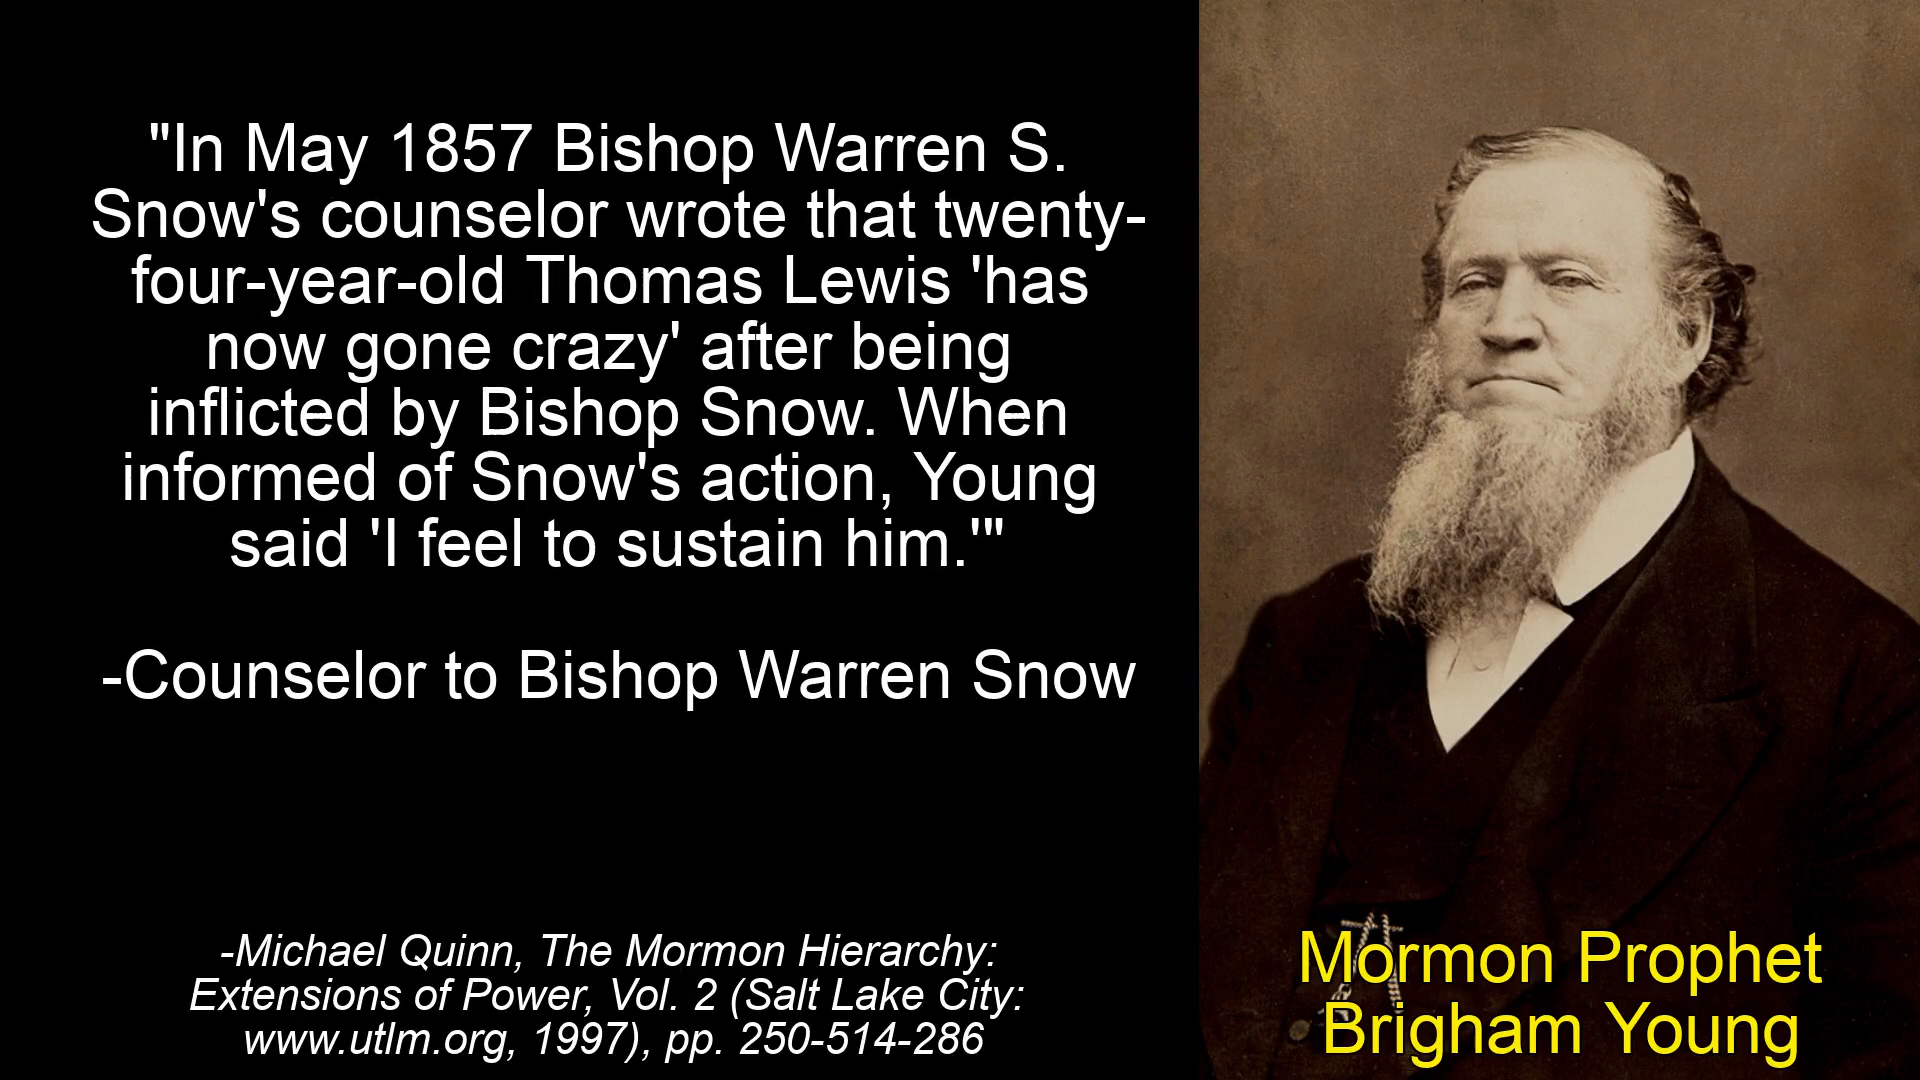 "In May 1857 Bishop Warren S.
Snow's counselor wrote that twenty-
four-year-old Thomas Lewis 'has
now gone crazy' after being
inflicted by Bishop Snow. When
informed of Snow's action, Young
said 'I feel to sustain him.'"
-Counselor to Bishop Warren Snow
-Michael Quinn, The Mormon Hierarchy:
Extensions of Power, Vol. 2 (Salt Lake City:
www.utlm.org, 1997), pp. 250-514-286
Mormon Prophet
Brigham Young